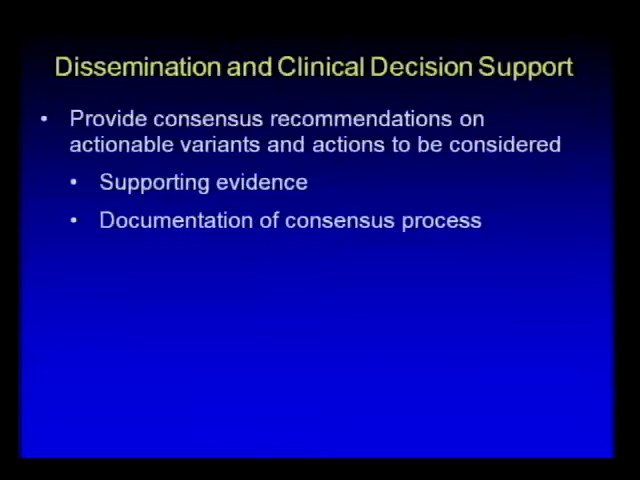 Dissemination and Clinical Decision Support
• Provide consensus recommendations on
actionable variants and actions to be considered
• Supporting evidence
• Documentation of consensus process